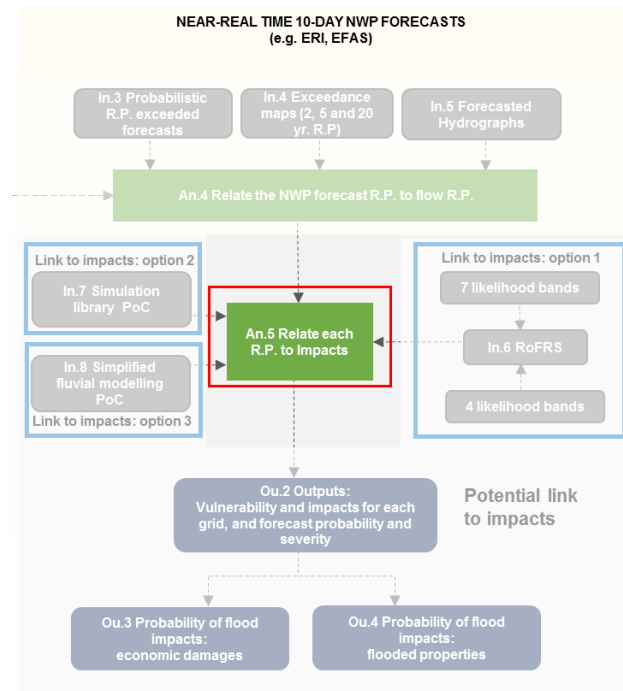 NEAR-REAL TIME 10-DAY NWP FORECASTS
(e.g. ERI, EFAS)
In.3 Probabilistic
R.P. exceeded
forecasts
In.4 Exceedance
maps (2, 5 and 20
yr. R.P)
In.5 Forecasted
Hydrographs
An.4 Relate the NWP forecast R.P. to flow R.P.
Link to impacts: option 2
In.7 Simulation
library PoC
An.5 Relate each
R.P. to Impacts
Link to impacts: option 1
7 likelihood bands
In.6 RoFRS
4 likelihood bands
In.8 Simplified
fluvial modelling
PoC
Link to impacts: option 3
Ou.2 Outputs:
Vulnerability and impacts for each
grid, and forecast probability and
severity
Potential link
to impacts
Ou.3 Probability of flood
impacts:
economic damages
Ou.4 Probability of flood
impacts:
flooded properties